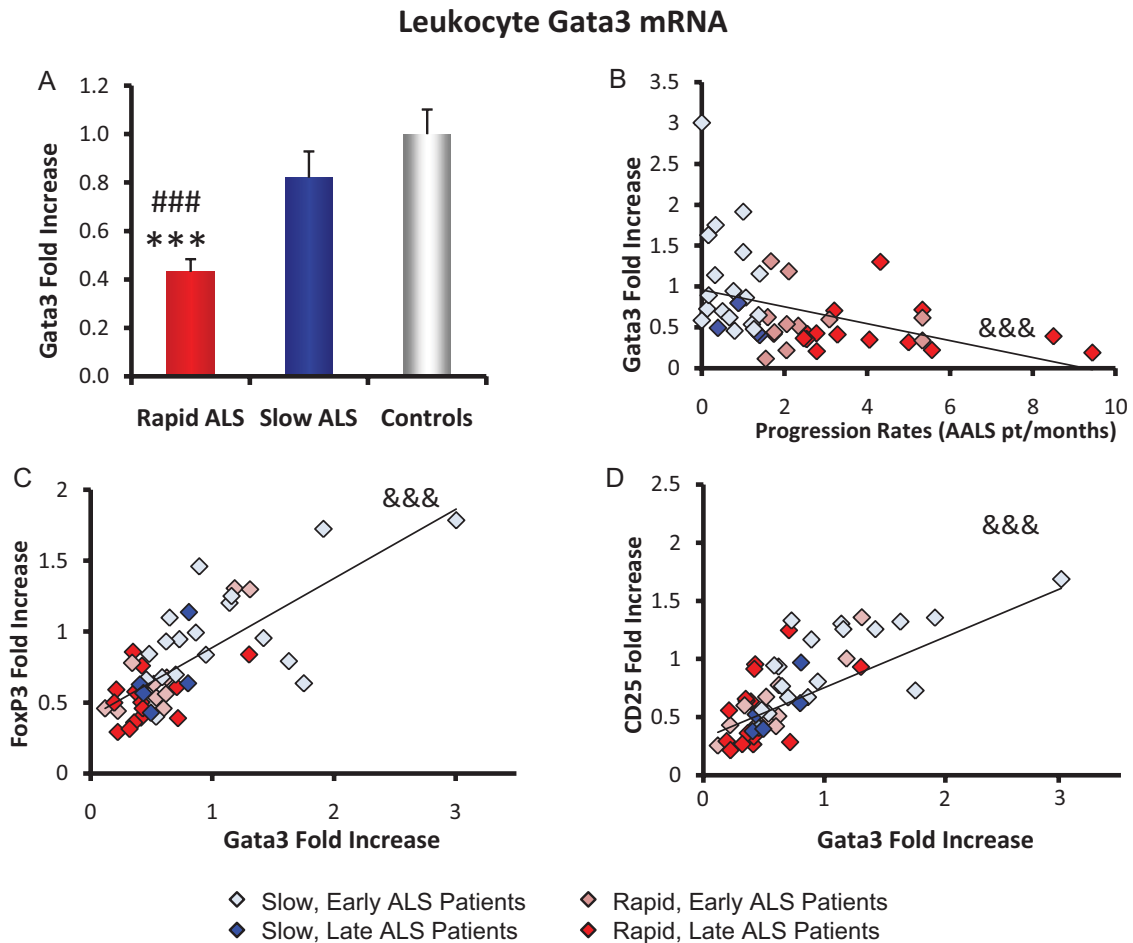 Leukocyte Gata3 mRNA
A
Gata3 Fold Increase
1.2
1.0
0.8
0.6
0.4
0.2
0.0
###
***
Rapid ALS Slow ALS Controls
B
Gata3 Fold Increase
3.5
3
2.5
2
1.5
1
0.5
0
&&&
0 2 4 6 8 10
Progression Rates (AALS pt/months)
C
FoxP3 Fold Increase
2
1.5
1
0.5
0
&&&
0 1 2 3
Gata3 Fold Increase
D
CD25 Fold Increase
2.5
2
1.5
1
0.5
0
&&&
0 1 2 3
Gata3 Fold Increase
Slow, Early ALS Patients
Slow, Late ALS Patients
Rapid, Early ALS Patients
Rapid, Late ALS Patients